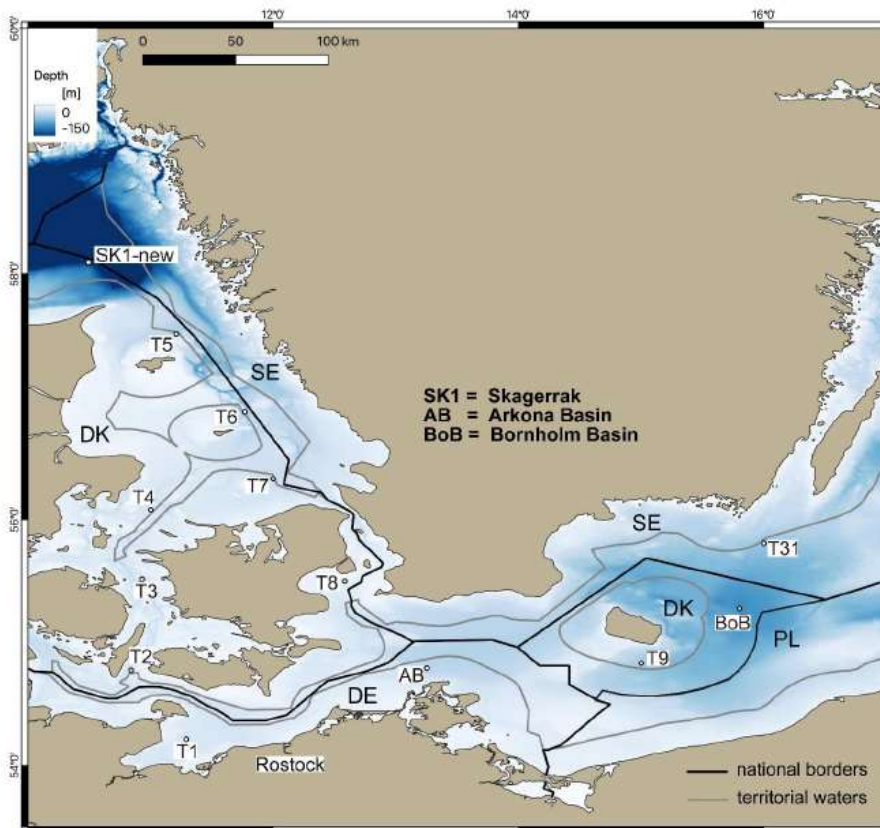 12°0'
14°0'
16°0'
60°0'
0 50 100 km
Depth
[m]
0
-150
SK1-new
58°0'
T5
SE
SK1 = Skagerrak
AB = Arkona Basin
BoB = Bornholm Basin
T6
DK
T7
T4
56°0'
SE
T31
T3
T8
DK
BoB
PL
T2
T9
AB
DE
T1
Rostock
54°0'
national borders
territorial waters